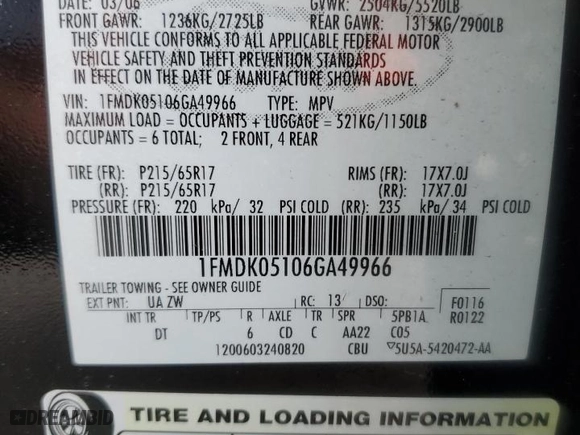 DATE: 03/06 GVWR: 2504KG/5520LB
FRONT GAWR: 1236KG/2725LB REAR GAWR: 1315KG/2900LB
THIS VEHICLE CONFORMS TO ALL APPLICABLE FEDERAL MOTOR
VEHICLE SAFETY AND THEFT PREVENTION STANDARDS
IN EFFECT ON THE DATE OF MANUFACTURE SHOWN ABOVE.
VIN: 1FMDK05106GA49966 TYPE: MPV
MAXIMUM LOAD = OCCUPANTS + LUGGAGE = 521KG/1150LB
OCCUPANTS = 6 TOTAL; 2 FRONT, 4 REAR
TIRE (FR): P215/65R17 RIMS (FR): 17X7.0J
(RR): P215/65R17 (RR): 17X7.0J
PRESSURE (FR): 220 kPa/ 32 PSI COLD (RR): 235 kPa/ 34 PSI COLD
1FMDK05106GA49966
TRAILER TOWING - SEE OWNER GUIDE
EXT PNT: UA ZW RC: 13 DSO: F0116
INT TR TP/PS R AXLE TR SPR 5PB1A R0122
DT 6 CD C AA22 C05
1200603240820 CBU 5U5A-5420472-AA
TIRE AND LOADING INFORMATION
DREAMBID